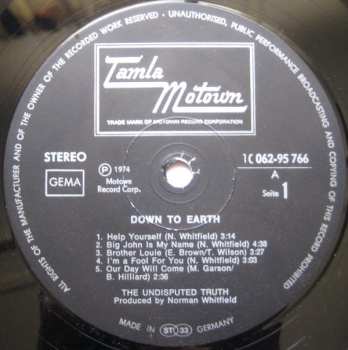 ALL RIGHTS OF THE MANUFACTURER AND OF THE OWNER OF THE RECORDED WORK RESERVED - UNAUTHORISED, PUBLIC PERFORMANCE BROADCASTING AND COPYING OF THIS RECORD PROHIBITED
Tamla
Motown
TRADE MARK OF MOTOWN RECORD CORPORATION
STEREO
GEMA
Ⓟ 1974
Motown
Record Corp.
1C 062-95 766
A
Seite 1
DOWN TO EARTH
1. Help Yourself (N. Whitfield) 3:14
2. Big John Is My Name (N. Whitfield) 4:38
3. Brother Louie (E. Brown/T. Wilson) 3:27
4. I'm a Fool For You (N. Whitfield) 3:03
5. Our Day Will Come (M. Garson/
B. Hilliard) 2:36
THE UNDISPUTED TRUTH
Produced by Norman Whitfield
MADE IN ST 33 GERMANY